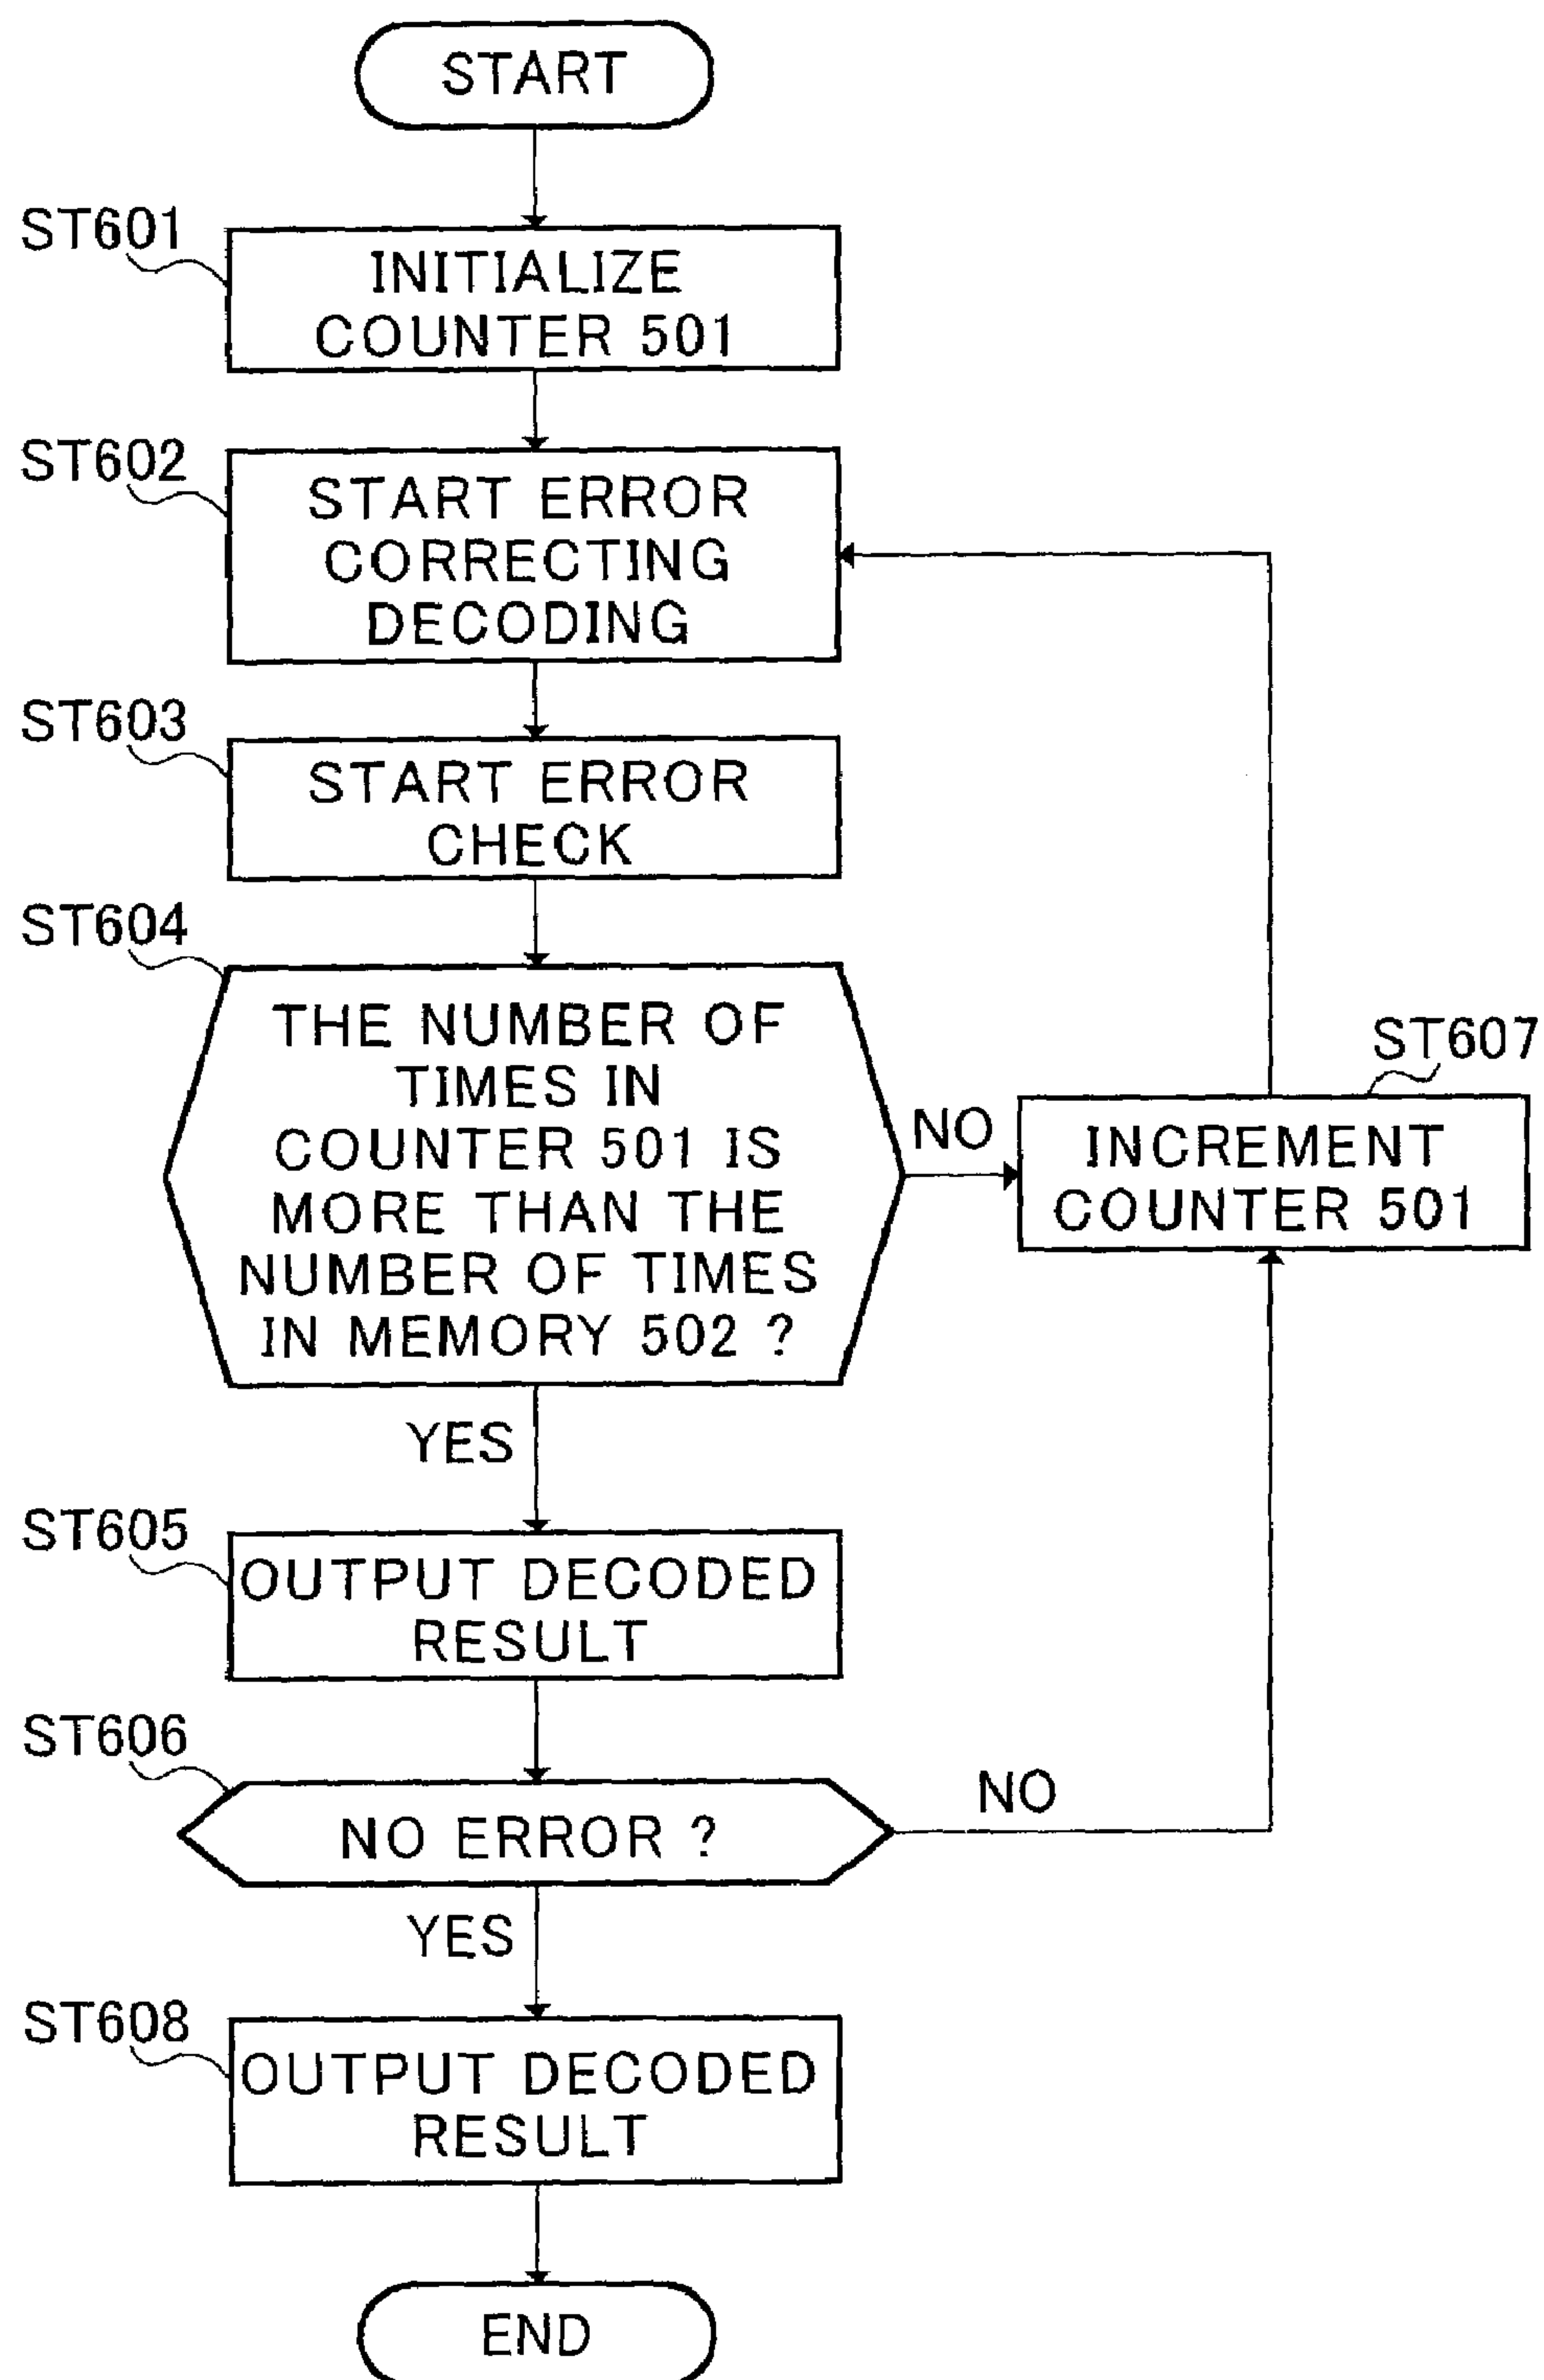 START
ST601
INITIALIZE
COUNTER 501
ST602
START ERROR
CORRECTING
DECODING
ST603
START ERROR
CHECK
ST604
THE NUMBER OF
TIMES IN
COUNTER 501 IS
MORE THAN THE
NUMBER OF TIMES
IN MEMORY 502 ?
NO
ST607
INCREMENT
COUNTER 501
YES
ST605
OUTPUT DECODED
RESULT
ST606
NO ERROR ?
NO
YES
ST608
OUTPUT DECODED
RESULT
END